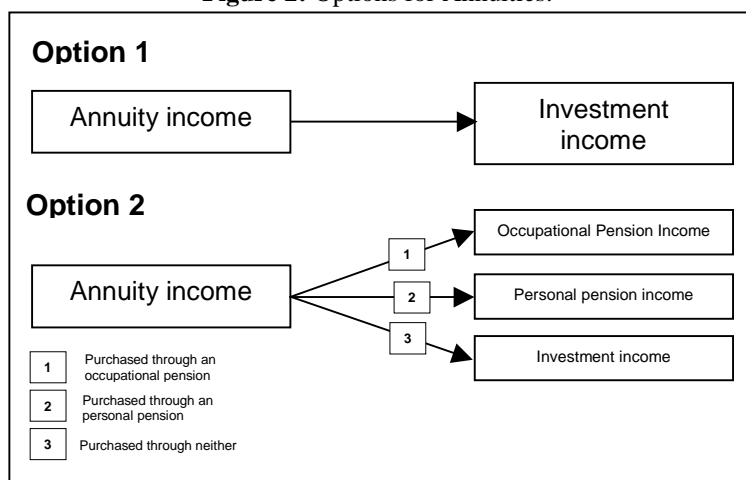 Figure 2: Options for Annuities.
Option 1
Annuity income
Investment
income
Option 2
Annuity income
1
2
3
Occupational Pension Income
Personal pension income
Investment income
1
Purchased through an
occupational pension
2
Purchased through an
personal pension
3
Purchased through neither